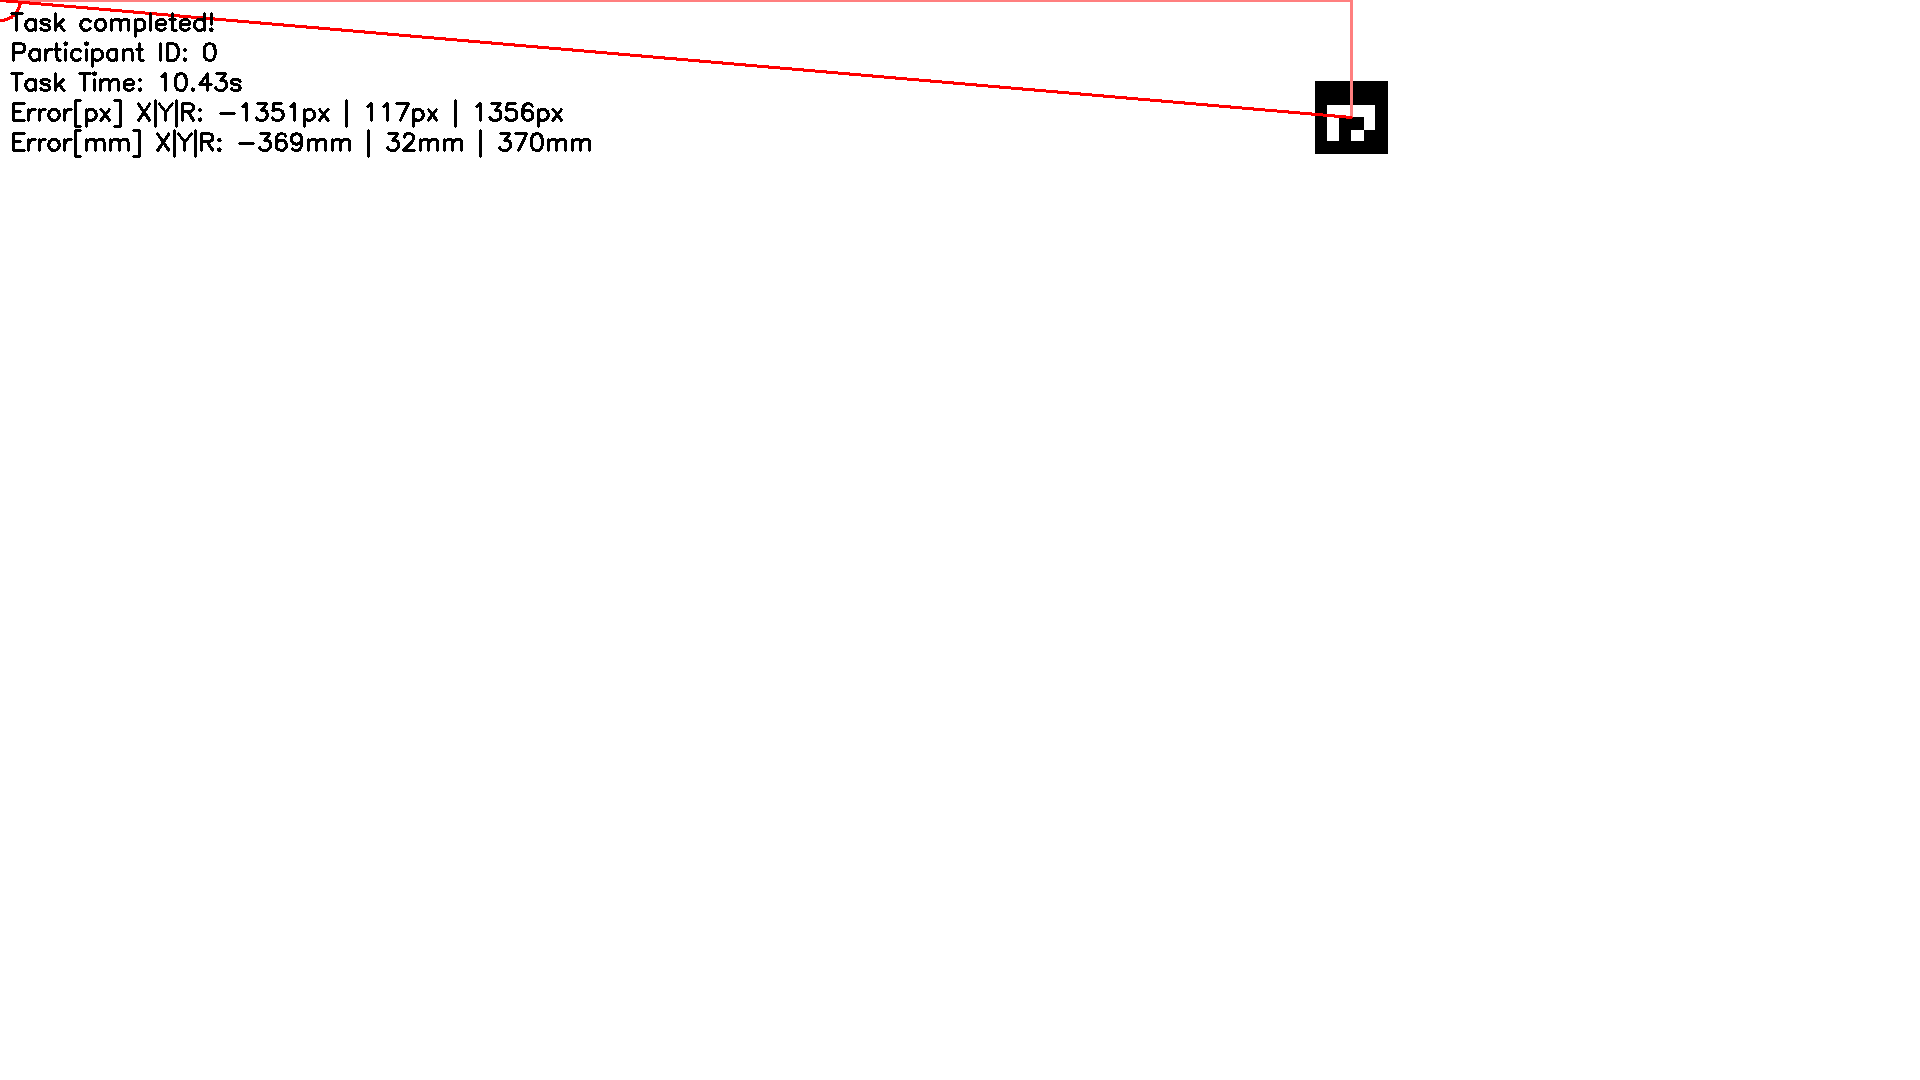 Task completed!
Participant ID: 0
Task Time: 10.43s
Error[px] X|Y|R: -1351px | 117px | 1356px
Error[mm] X|Y|R: -369mm | 32mm | 370mm